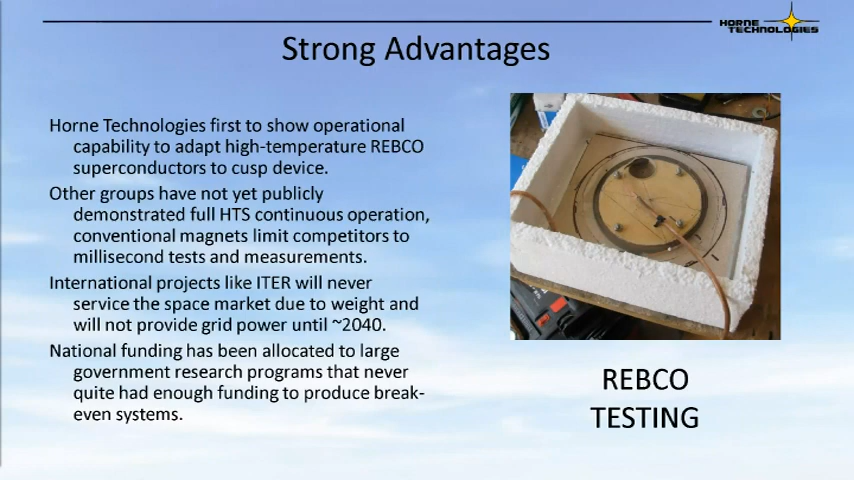 HORNE
TECHNOLOGIES
Strong Advantages
Horne Technologies first to show operational
capability to adapt high-temperature REBCO
superconductors to cusp device.
Other groups have not yet publicly
demonstrated full HTS continuous operation,
conventional magnets limit competitors to
millisecond tests and measurements.
International projects like ITER will never
service the space market due to weight and
will not provide grid power until ~2040.
National funding has been allocated to large
government research programs that never
quite had enough funding to produce break-
even systems.
REBCO
TESTING